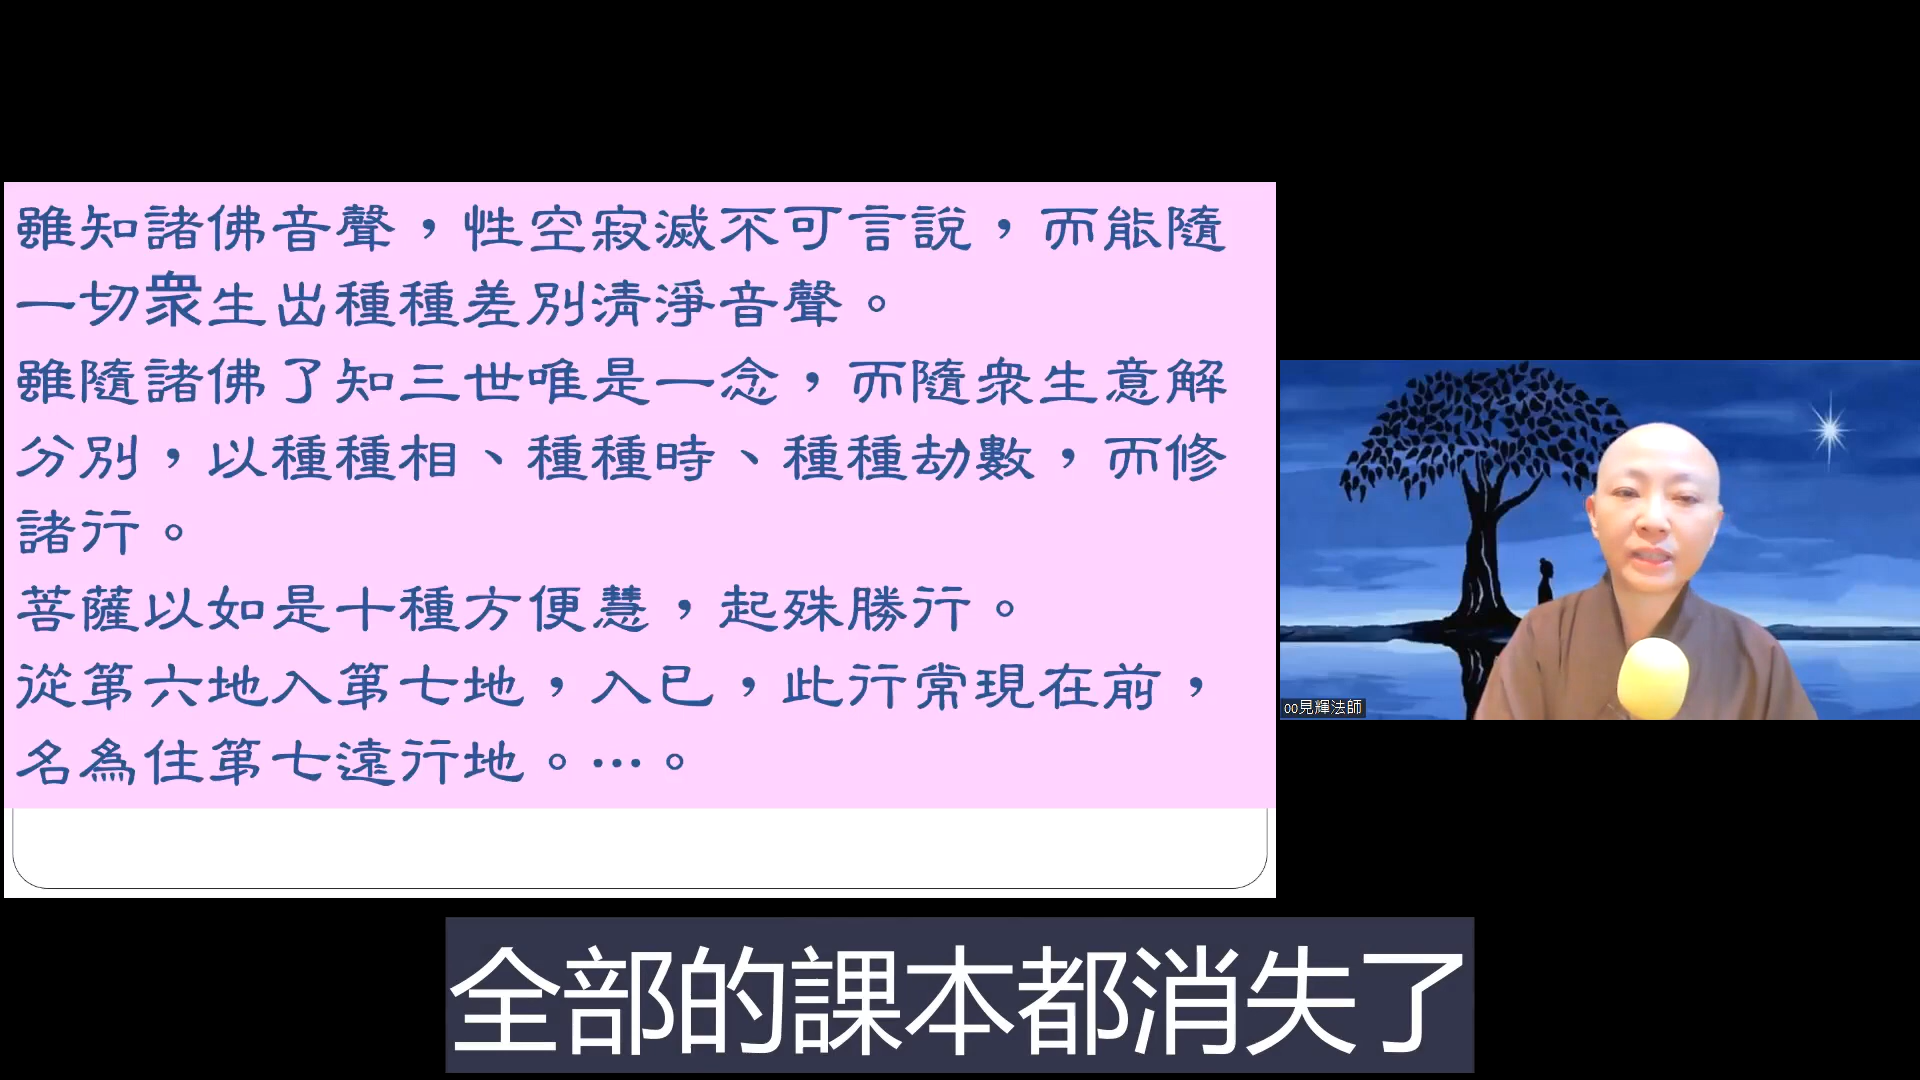 雖知諸佛音聲，性空寂滅不可言說，而能隨
一切衆生出種種差別清淨音聲。
雖隨諸佛了知三世唯是一念，而隨衆生意解
分別，以種種相、種種時、種種劫數，而修
諸行。
菩薩以如是十種方便慧，起殊勝行。
從第六地入第七地，入已，此行常現在前，
名為住第七遠行地。…。
oo見輝法師
全部的課本都消失了